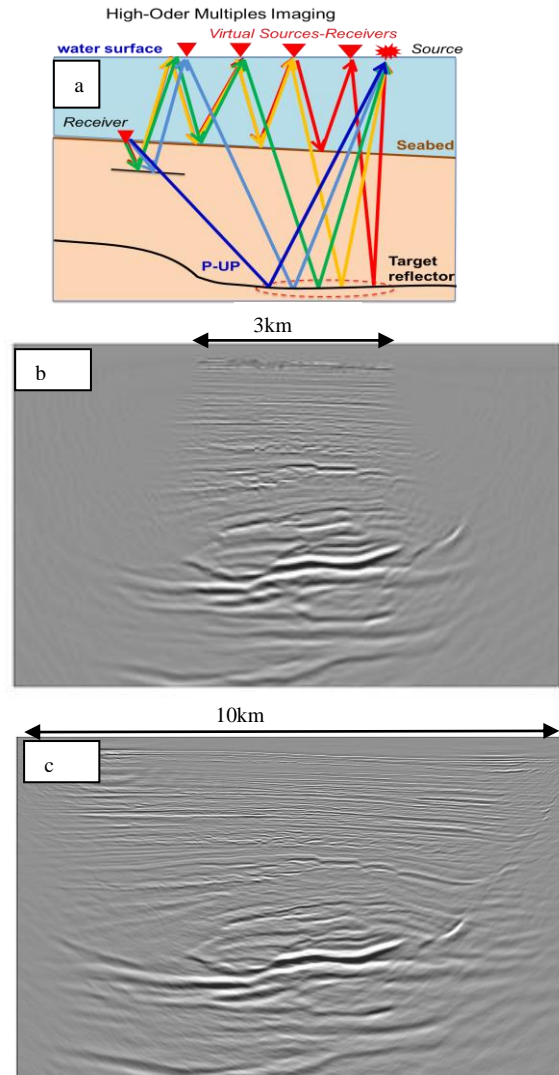 High-Oder Multiples Imaging
Virtual Sources-Receivers
Source
water surface
a
Receiver
Seabed
P-UP
Target
reflector
3km
b
10km
c